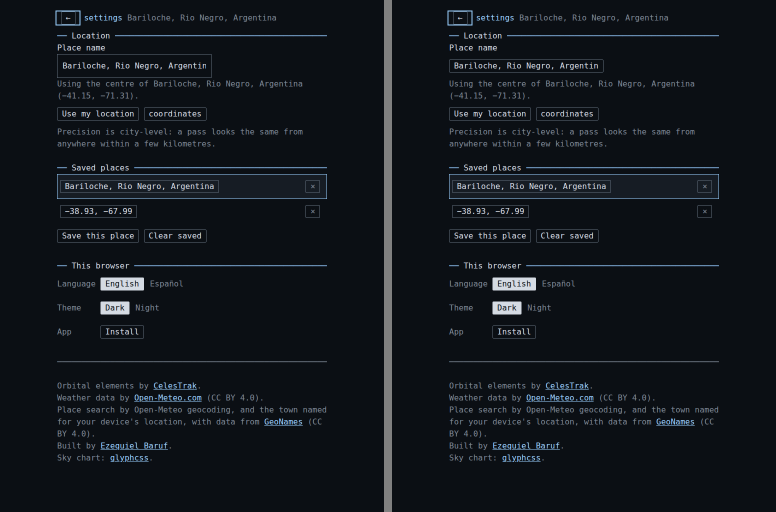 ← settings Bariloche, Rio Negro, Argentina
Location
Place name
Bariloche, Rio Negro, Argentin
Using the centre of Bariloche, Rio Negro, Argentina
(−41.15, −71.31).
Use my location coordinates
Precision is city-level: a pass looks the same from
anywhere within a few kilometres.
Saved places
Bariloche, Rio Negro, Argentina ×
−38.93, −67.99 ×
Save this place Clear saved
This browser
Language English Español
Theme Dark Night
App Install
Orbital elements by CelesTrak.
Weather data by Open-Meteo.com (CC BY 4.0).
Place search by Open-Meteo geocoding, and the town named
for your device's location, with data from GeoNames (CC
BY 4.0).
Built by Ezequiel Baruf.
Sky chart: glyphcss.
← settings Bariloche, Rio Negro, Argentina
Location
Place name
Bariloche, Rio Negro, Argentina
Using the centre of Bariloche, Rio Negro, Argentina
(−41.15, −71.31).
Use my location coordinates
Precision is city-level: a pass looks the same from
anywhere within a few kilometres.
Saved places
Bariloche, Rio Negro, Argentina ×
−38.93, −67.99 ×
Save this place Clear saved
This browser
Language English Español
Theme Dark Night
App Install
Orbital elements by CelesTrak.
Weather data by Open-Meteo.com (CC BY 4.0).
Place search by Open-Meteo geocoding, and the town named
for your device's location, with data from GeoNames (CC
BY 4.0).
Built by Ezequiel Baruf.
Sky chart: glyphcss.